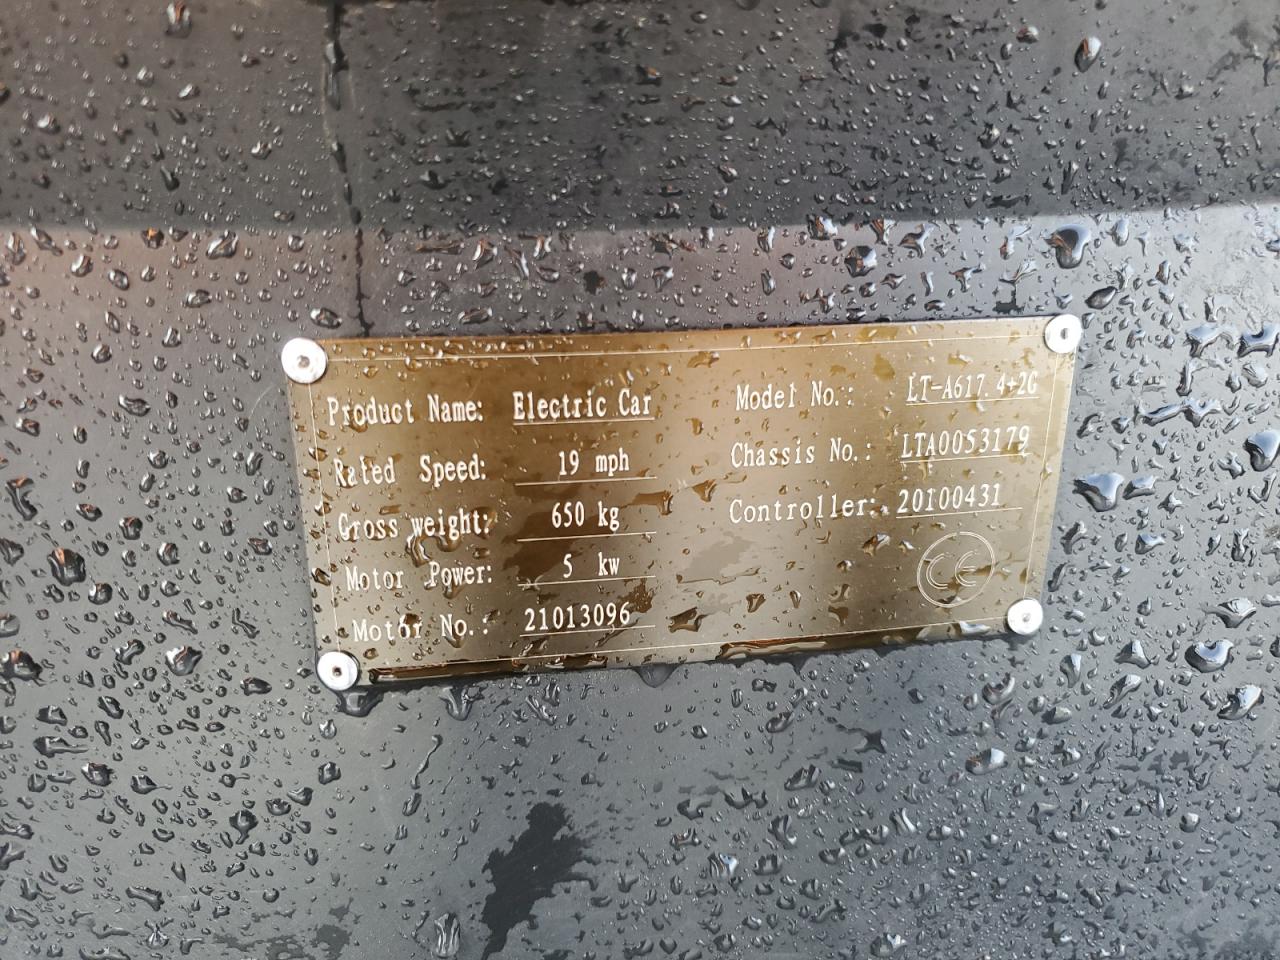 Product Name: Electric Car
Rated Speed: 19 mph
Gross weight: 650 kg
Motor Power: 5 kw
Motor No.: 21013096
Model No.: LT-A617.4+2G
Chassis No.: LTA0053179
Controller: 20100431
CE